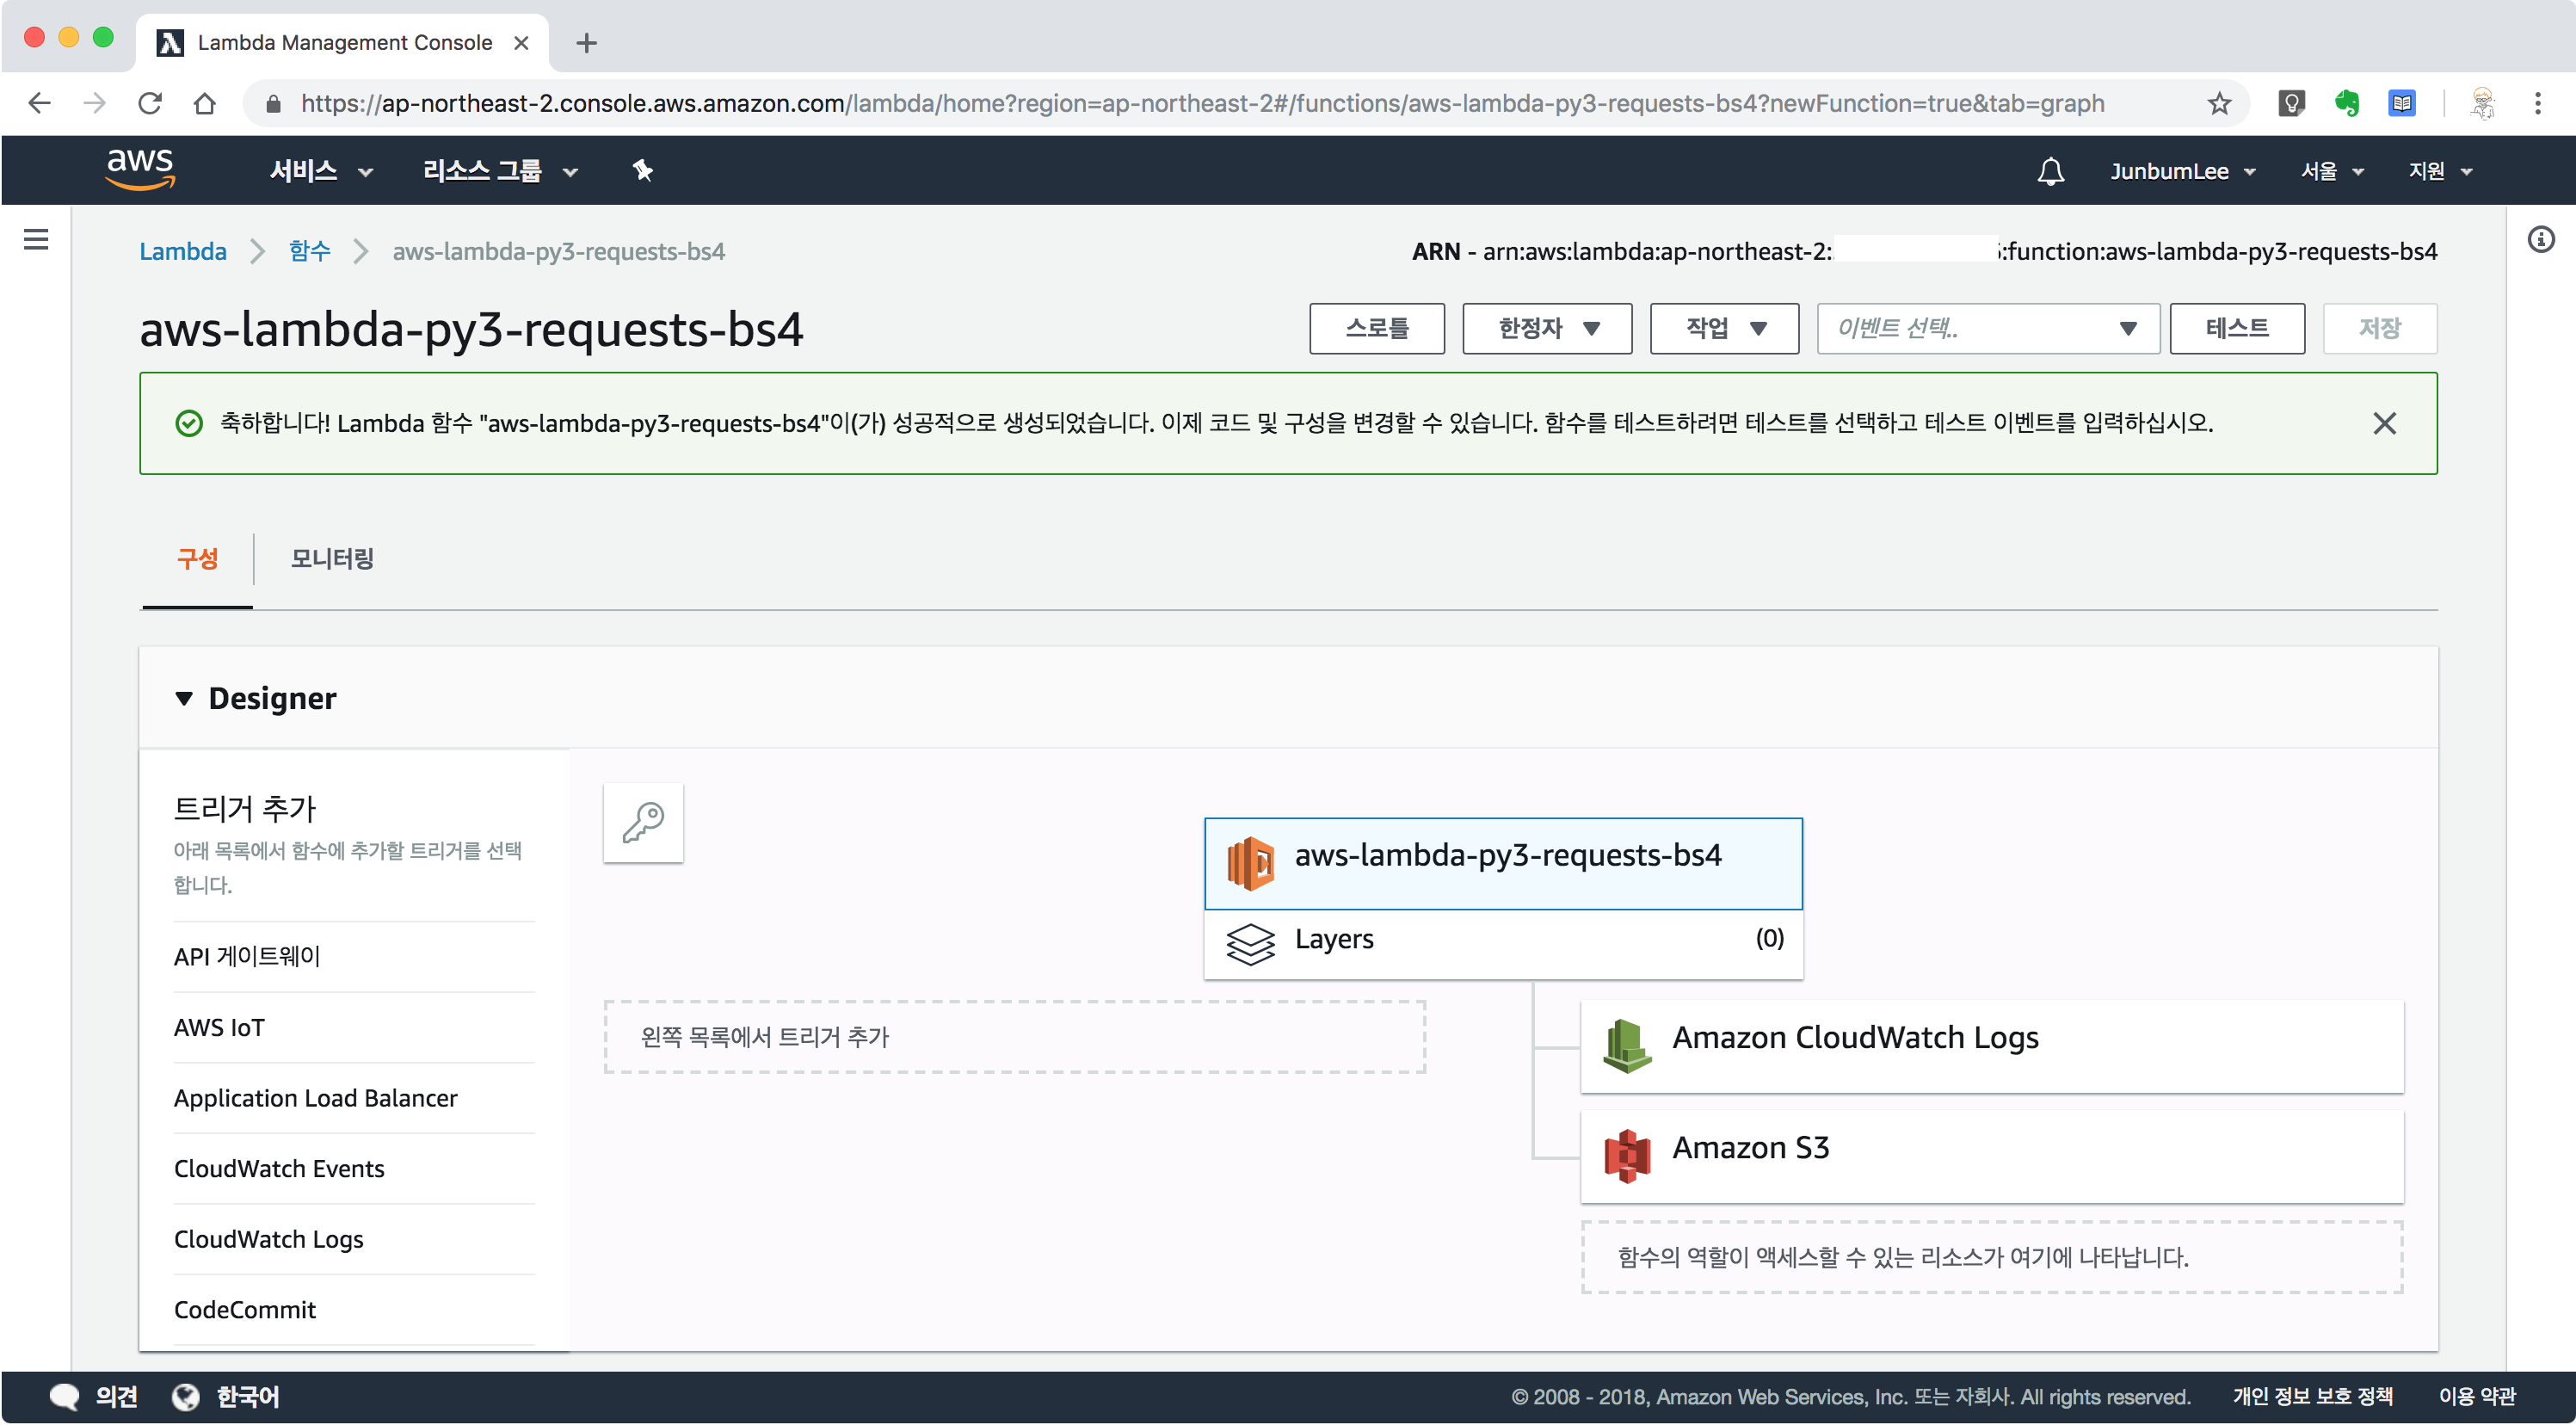 Lambda Management Console
https://ap-northeast-2.console.aws.amazon.com/lambda/home?region=ap-northeast-2#/functions/aws-lambda-py3-requests-bs4?newFunction=true&tab=graph
aws 서비스 리소스 그룹 JunbumLee 서울 지원
Lambda 함수 aws-lambda-py3-requests-bs4 ARN - arn:aws:lambda:ap-northeast-2: :function:aws-lambda-py3-requests-bs4
aws-lambda-py3-requests-bs4 스로틀 한정자 작업 이벤트 선택.. 테스트 저장
축하합니다! Lambda 함수 "aws-lambda-py3-requests-bs4"이(가) 성공적으로 생성되었습니다. 이제 코드 및 구성을 변경할 수 있습니다. 함수를 테스트하려면 테스트를 선택하고 테스트 이벤트를 입력하십시오.
구성 모니터링
Designer
트리거 추가
아래 목록에서 함수에 추가할 트리거를 선택
합니다.
API 게이트웨이
AWS IoT
Application Load Balancer
CloudWatch Events
CloudWatch Logs
CodeCommit
aws-lambda-py3-requests-bs4
Layers (0)
왼쪽 목록에서 트리거 추가
Amazon CloudWatch Logs
Amazon S3
함수의 역할이 액세스할 수 있는 리소스가 여기에 나타납니다.
의견 한국어 © 2008 - 2018, Amazon Web Services, Inc. 또는 자회사. All rights reserved. 개인 정보 보호 정책 이용 약관